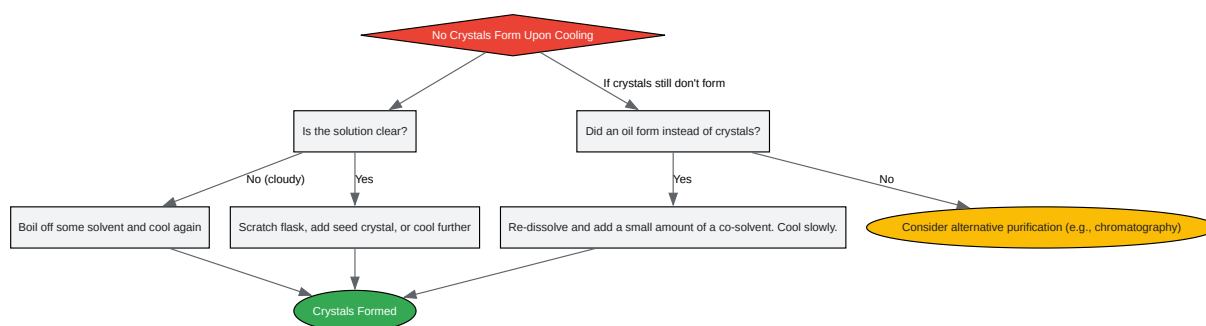 No Crystals Form Upon Cooling
If crystals still don't form
Is the solution clear?
Did an oil form instead of crystals?
No (cloudy)
Yes
Yes
No
Boil off some solvent and cool again
Scratch flask, add seed crystal, or cool further
Re-dissolve and add a small amount of a co-solvent. Cool slowly.
Consider alternative purification (e.g., chromatography)
Crystals Formed